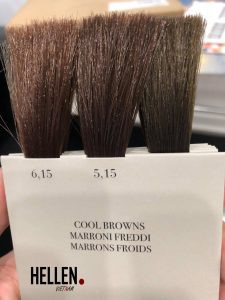 6,15 5,15
COOL BROWNS
MARRONI FREDDI
MARRONS FROIDS
HELLEN.
VIETNAM